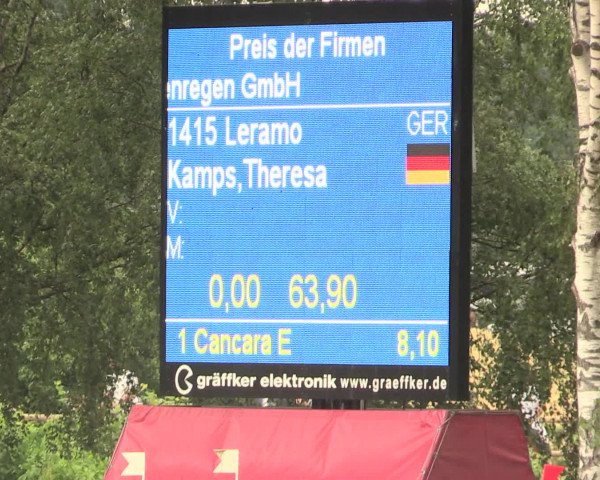 Preis der Firmen
enregen GmbH
1415 Leramo GER
Kamps,Theresa
V:
M:
0,00 63,90
1 Cancara E 8,10
gräffker elektronik www.graeffker.de